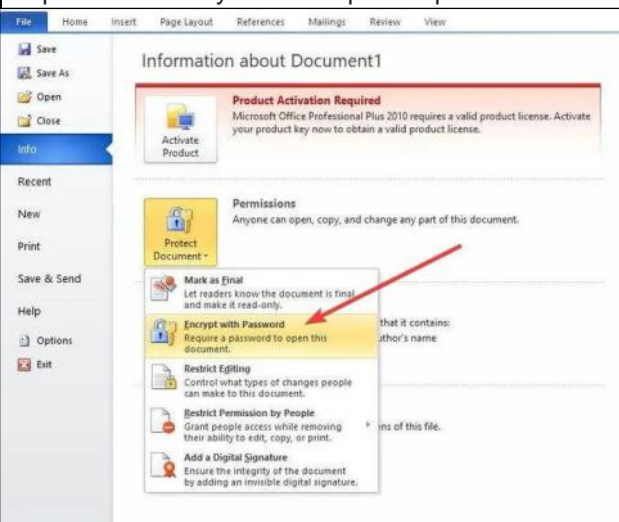 File Home Insert Page Layout References Mailings Review View
Save
Save As
Open
Close
Info
Recent
New
Print
Save & Send
Help
Options
Exit
Information about Document1
Activate
Product
Product Activation Required
Microsoft Office Professional Plus 2010 requires a valid product license. Activate
your product key now to obtain a valid product license.
Protect
Document
Permissions
Anyone can open, copy, and change any part of this document.
Mark as Final
Let readers know the document is final
and make it read-only.
Encrypt with Password
Require a password to open this
document.
Restrict Editing
Control what types of changes people
can make to this document.
Restrict Permission by People
Grant people access while removing
their ability to edit, copy, or print.
Add a Digital Signature
Ensure the integrity of the document
by adding an invisible digital signature.
that it contains:
name
of this file.